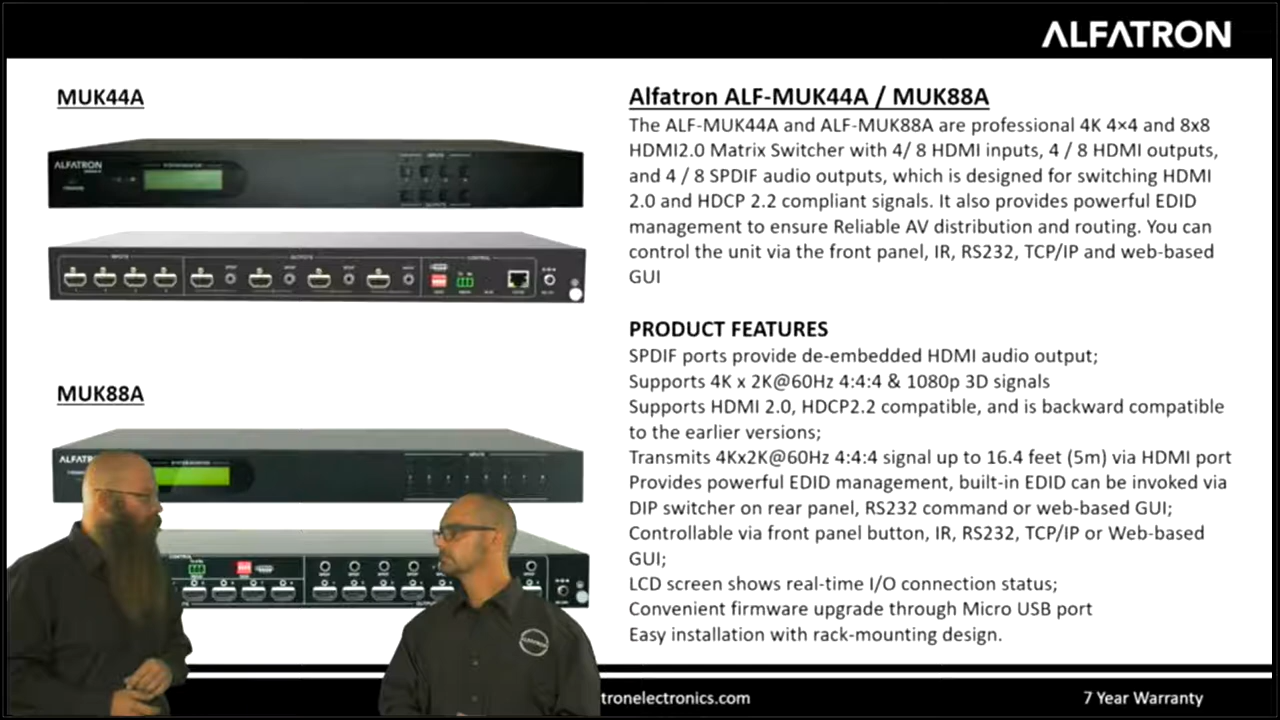 ALFATRON
MUK44A
ALFATRON
INPUTS
OUTPUTS
CONTROL
MUK88A
Alfatron ALF-MUK44A / MUK88A
The ALF-MUK44A and ALF-MUK88A are professional 4K 4×4 and 8x8
HDMI2.0 Matrix Switcher with 4/ 8 HDMI inputs, 4 / 8 HDMI outputs,
and 4 / 8 SPDIF audio outputs, which is designed for switching HDMI
2.0 and HDCP 2.2 compliant signals. It also provides powerful EDID
management to ensure Reliable AV distribution and routing. You can
control the unit via the front panel, IR, RS232, TCP/IP and web-based
GUI
PRODUCT FEATURES
SPDIF ports provide de-embedded HDMI audio output;
Supports 4K x 2K@60Hz 4:4:4 & 1080p 3D signals
Supports HDMI 2.0, HDCP2.2 compatible, and is backward compatible
to the earlier versions;
Transmits 4Kx2K@60Hz 4:4:4 signal up to 16.4 feet (5m) via HDMI port
Provides powerful EDID management, built-in EDID can be invoked via
DIP switcher on rear panel, RS232 command or web-based GUI;
Controllable via front panel button, IR, RS232, TCP/IP or Web-based
GUI;
LCD screen shows real-time I/O connection status;
Convenient firmware upgrade through Micro USB port
Easy installation with rack-mounting design.
ALFATRON
tronelectronics.com
7 Year Warranty